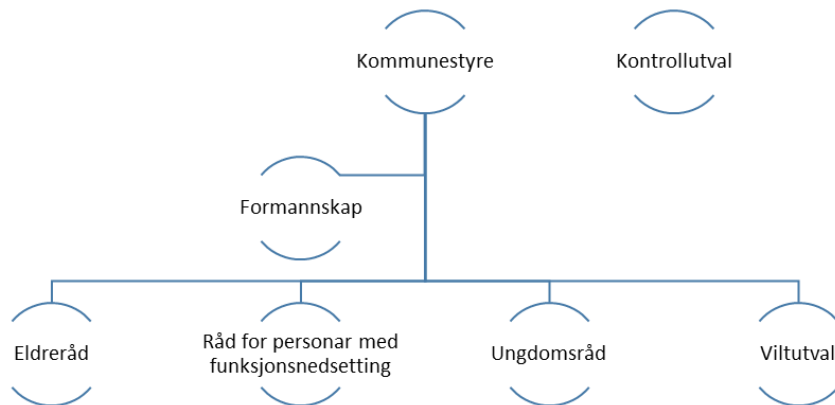 Kommunestyre
Kontrollutval
Formannskap
Eldreråd
Råd for personar med
funksjonsnedsetting
Ungdomsråd
Viltutval